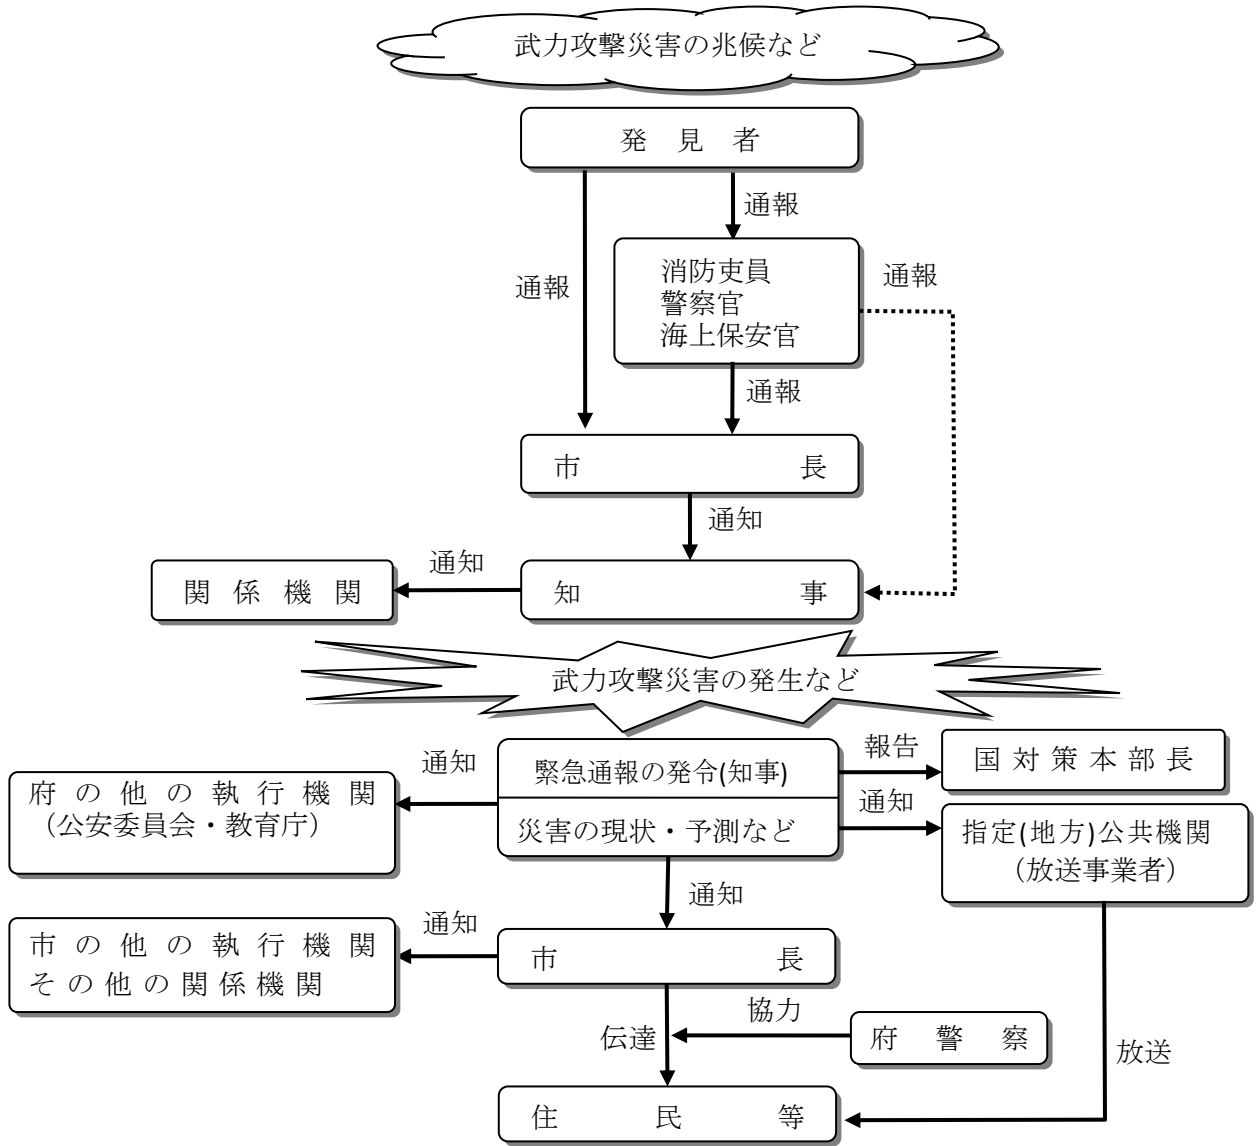 武力攻撃災害の兆候など
発見者
通報
通報
消防吏員
警察官
海上保安官
通報
通報
市長
通知
知事
通知
関係機関
武力攻撃災害の発生など
緊急通報の発令(知事)
災害の現状・予測など
報告
国対策本部長
通知
指定(地方)公共機関
(放送事業者)
通知
府の他の執行機関
(公安委員会・教育庁)
通知
市長
通知
市の他の執行機関
その他の関係機関
伝達
協力
府警察
放送
住民等